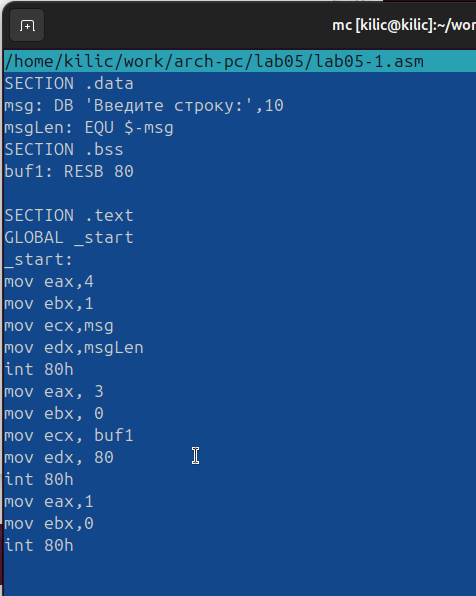 mc [kilic@kilic]:~/wor
/home/kilic/work/arch-pc/lab05/lab05-1.asm
SECTION .data
msg: DB 'Введите строку:',10
msgLen: EQU $-msg
SECTION .bss
buf1: RESB 80
SECTION .text
GLOBAL _start
_start:
mov eax,4
mov ebx,1
mov ecx,msg
mov edx,msgLen
int 80h
mov eax, 3
mov ebx, 0
mov ecx, buf1
mov edx, 80
int 80h
mov eax,1
mov ebx,0
int 80h